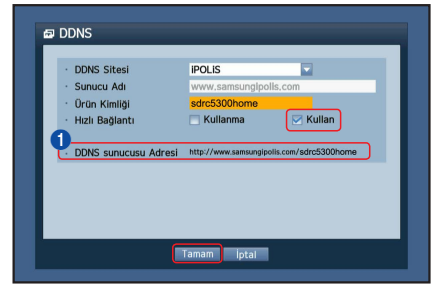 DDNS
· DDNS Sitesi iPOLiS
· Sunucu Adı www.samsungipolis.com
· Ürün Kimliği sdrc5300home
· Hızlı Bağlantı Kullanma Kullan
1
· DDNS sunucusu Adresi http://www.samsungipolis.com/sdrc5300home
Tamam İptal